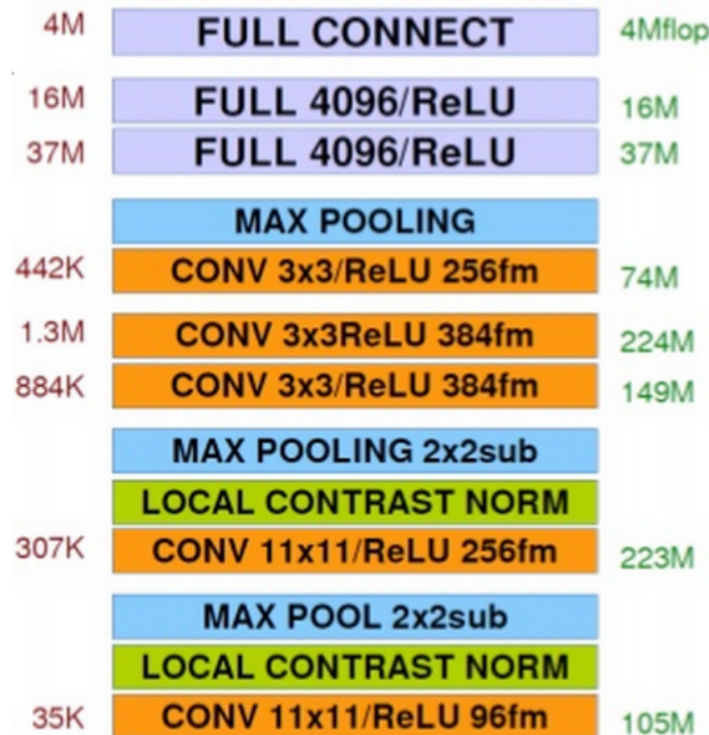 4M FULL CONNECT 4Mflop
16M FULL 4096/ReLU 16M
37M FULL 4096/ReLU 37M
MAX POOLING
442K CONV 3x3/ReLU 256fm 74M
1.3M CONV 3x3ReLU 384fm 224M
884K CONV 3x3/ReLU 384fm 149M
MAX POOLING 2x2sub
LOCAL CONTRAST NORM
307K CONV 11x11/ReLU 256fm 223M
MAX POOL 2x2sub
LOCAL CONTRAST NORM
35K CONV 11x11/ReLU 96fm 105M